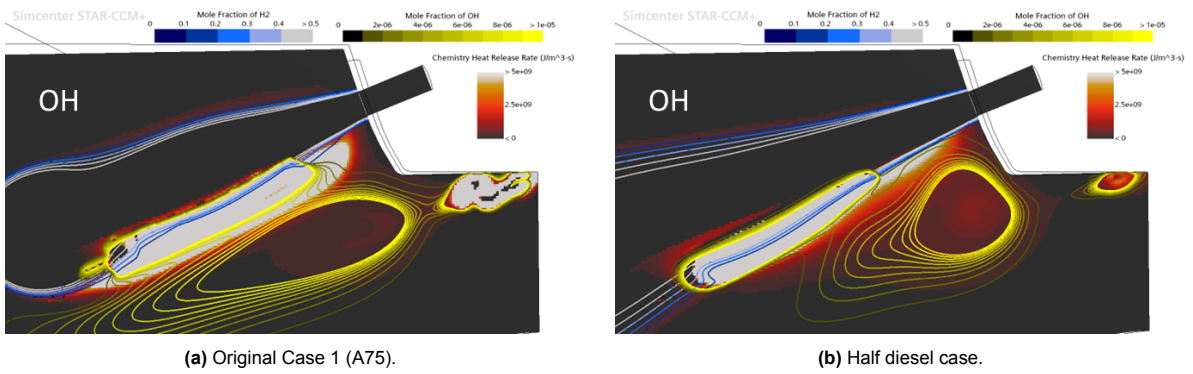 Simcenter STAR-CCM+
Mole Fraction of H2
0 0.1 0.2 0.3 0.4 > 0.5
Mole Fraction of OH
0 2e-06 4e-06 6e-06 8e-06 > 1e-05
Chemistry Heat Release Rate (J/m^3-s)
> 5e+09
2.5e+09
< 0
OH
(a) Original Case 1 (A75).
Simcenter STAR-CCM+
Mole Fraction of H2
0 0.1 0.2 0.3 0.4 > 0.5
Mole Fraction of OH
0 2e-06 4e-06 6e-06 8e-06 > 1e-05
Chemistry Heat Release Rate (J/m^3-s)
> 5e+09
2.5e+09
< 0
OH
(b) Half diesel case.